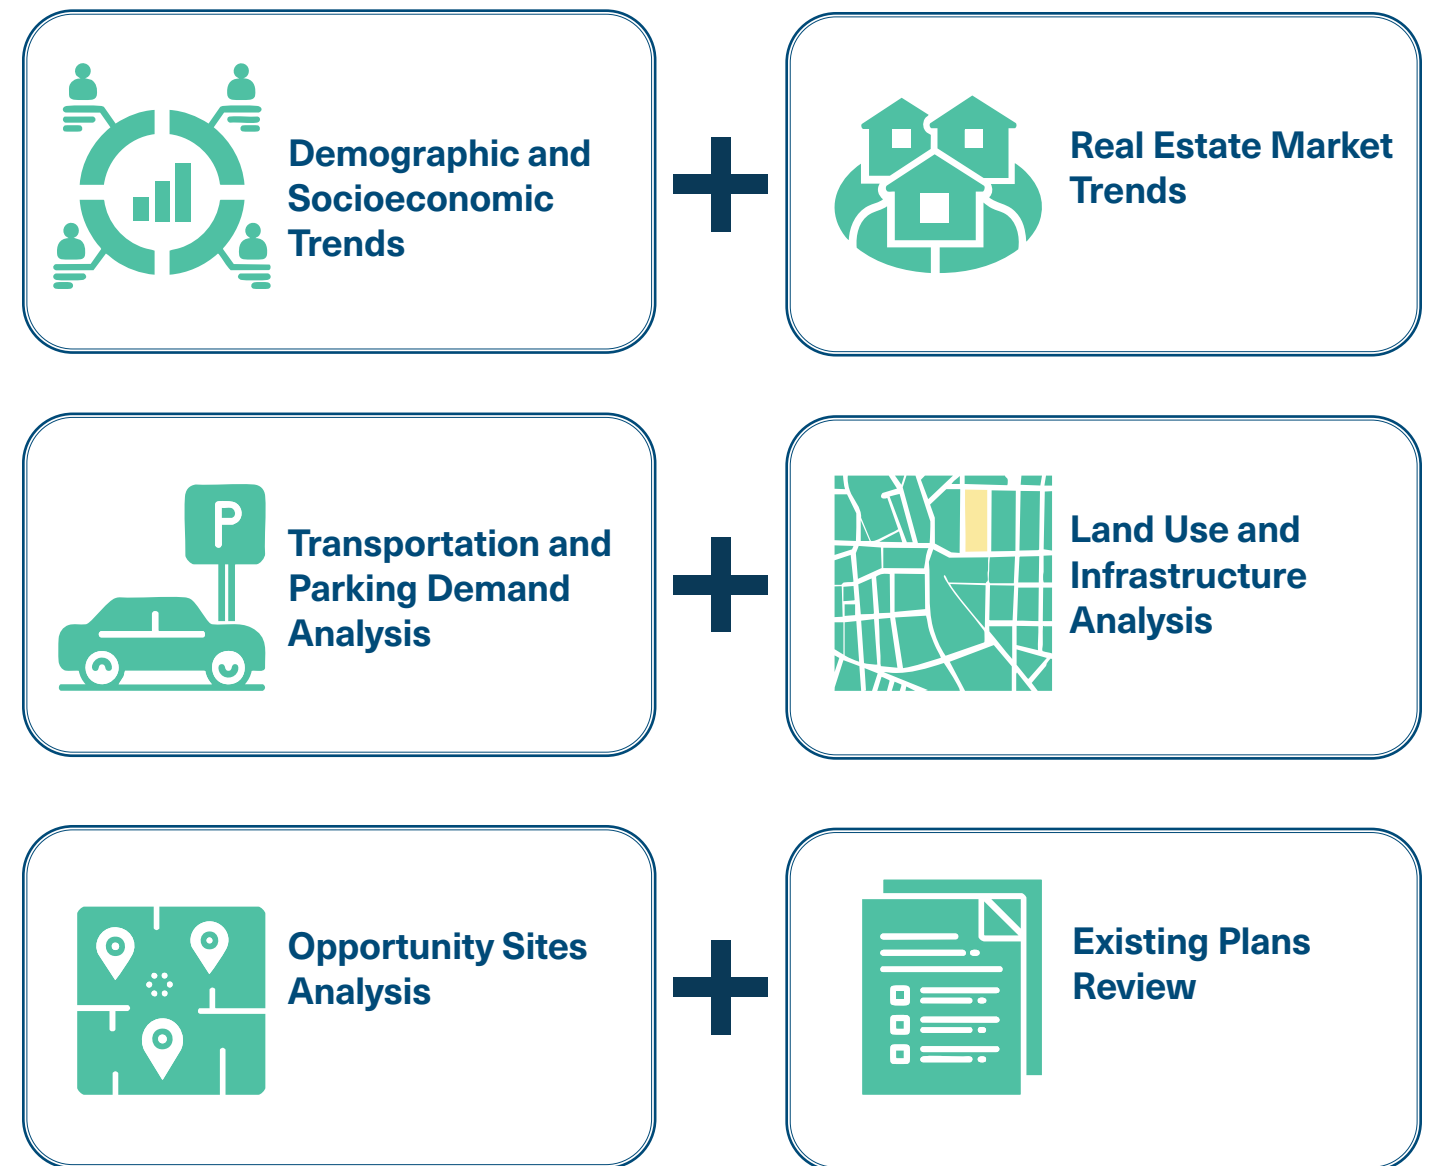 Demographic and
Socioeconomic
Trends
Real Estate Market
Trends
P
Transportation and
Parking Demand
Analysis
Land Use and
Infrastructure
Analysis
Opportunity Sites
Analysis
Existing Plans
Review